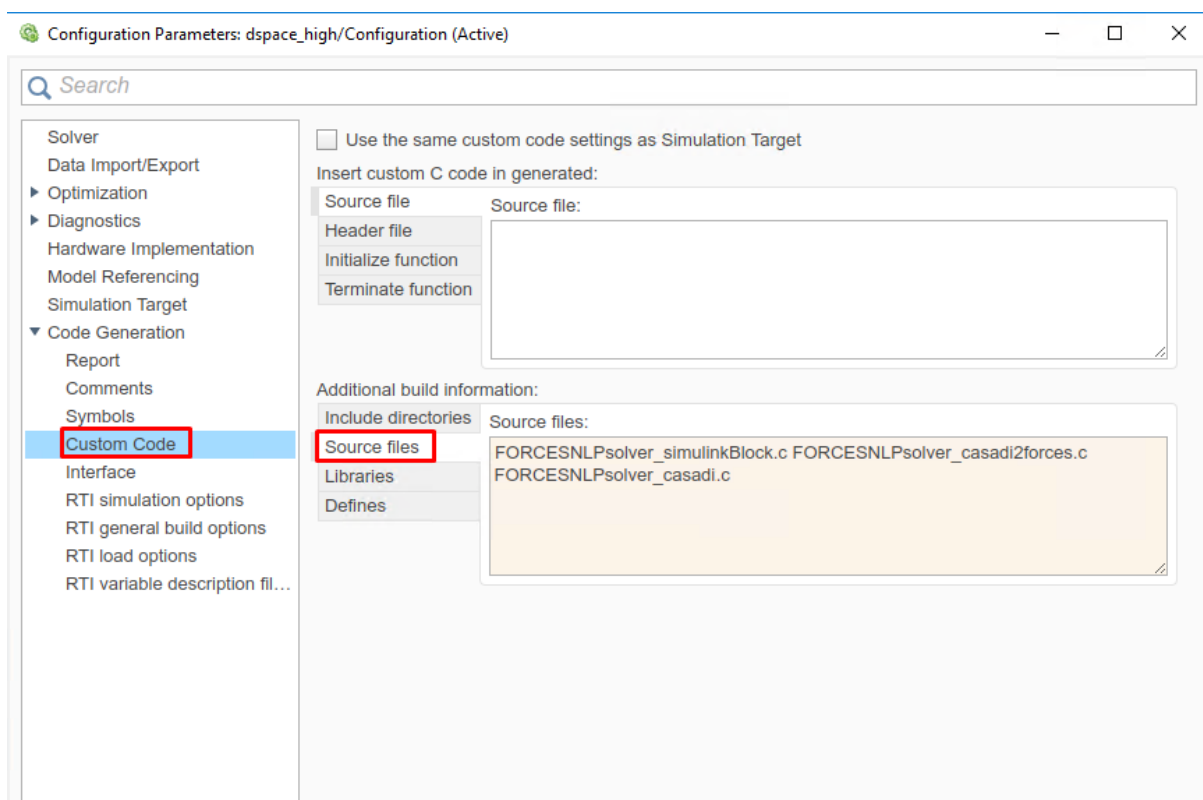 Configuration Parameters: dspace_high/Configuration (Active)
Search
Solver
Data Import/Export
Optimization
Diagnostics
Hardware Implementation
Model Referencing
Simulation Target
Code Generation
Report
Comments
Symbols
Custom Code
Interface
RTI simulation options
RTI general build options
RTI load options
RTI variable description fil...
Use the same custom code settings as Simulation Target
Insert custom C code in generated:
Source file
Header file
Initialize function
Terminate function
Source file:
Additional build information:
Include directories
Source files
Libraries
Defines
Source files:
FORCESNLPsolver_simulinkBlock.c FORCESNLPsolver_casadi2forces.c
FORCESNLPsolver_casadi.c